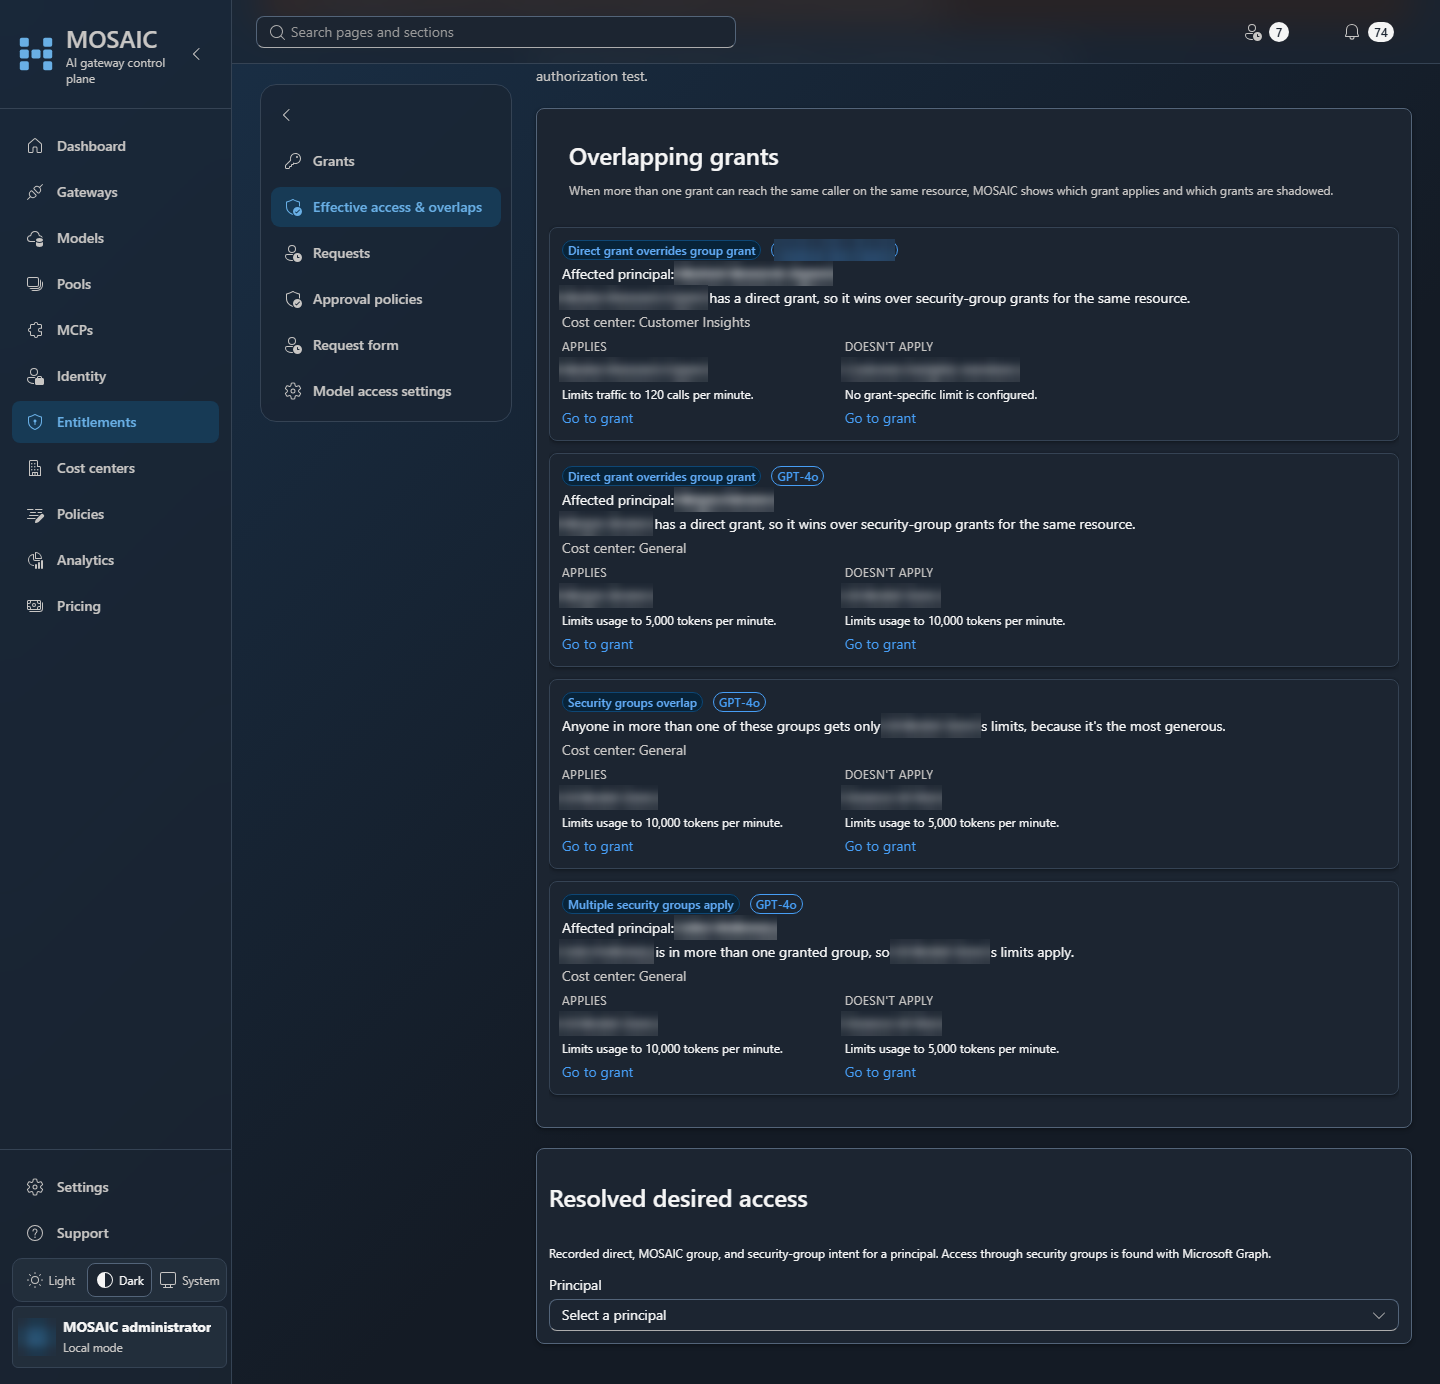 MOSAIC
AI gateway control
plane
Search pages and sections
7
74
Dashboard
Gateways
Models
Pools
MCPs
Identity
Entitlements
Cost centers
Policies
Analytics
Pricing
Settings
Support
Light
Dark
System
MOSAIC administrator
Local mode
Grants
Effective access & overlaps
Requests
Approval policies
Request form
Model access settings
authorization test.
Overlapping grants
When more than one grant can reach the same caller on the same resource, MOSAIC shows which grant applies and which grants are shadowed.
Direct grant overrides group grant
Affected principal:
has a direct grant, so it wins over security-group grants for the same resource.
Cost center: Customer Insights
APPLIES
DOESN'T APPLY
Limits traffic to 120 calls per minute.
No grant-specific limit is configured.
Go to grant
Go to grant
Direct grant overrides group grant
GPT-4o
Affected principal:
has a direct grant, so it wins over security-group grants for the same resource.
Cost center: General
APPLIES
DOESN'T APPLY
Limits usage to 5,000 tokens per minute.
Limits usage to 10,000 tokens per minute.
Go to grant
Go to grant
Security groups overlap
GPT-4o
Anyone in more than one of these groups gets only s limits, because it's the most generous.
Cost center: General
APPLIES
DOESN'T APPLY
Limits usage to 10,000 tokens per minute.
Limits usage to 5,000 tokens per minute.
Go to grant
Go to grant
Multiple security groups apply
GPT-4o
Affected principal:
is in more than one granted group, so s limits apply.
Cost center: General
APPLIES
DOESN'T APPLY
Limits usage to 10,000 tokens per minute.
Limits usage to 5,000 tokens per minute.
Go to grant
Go to grant
Resolved desired access
Recorded direct, MOSAIC group, and security-group intent for a principal. Access through security groups is found with Microsoft Graph.
Principal
Select a principal